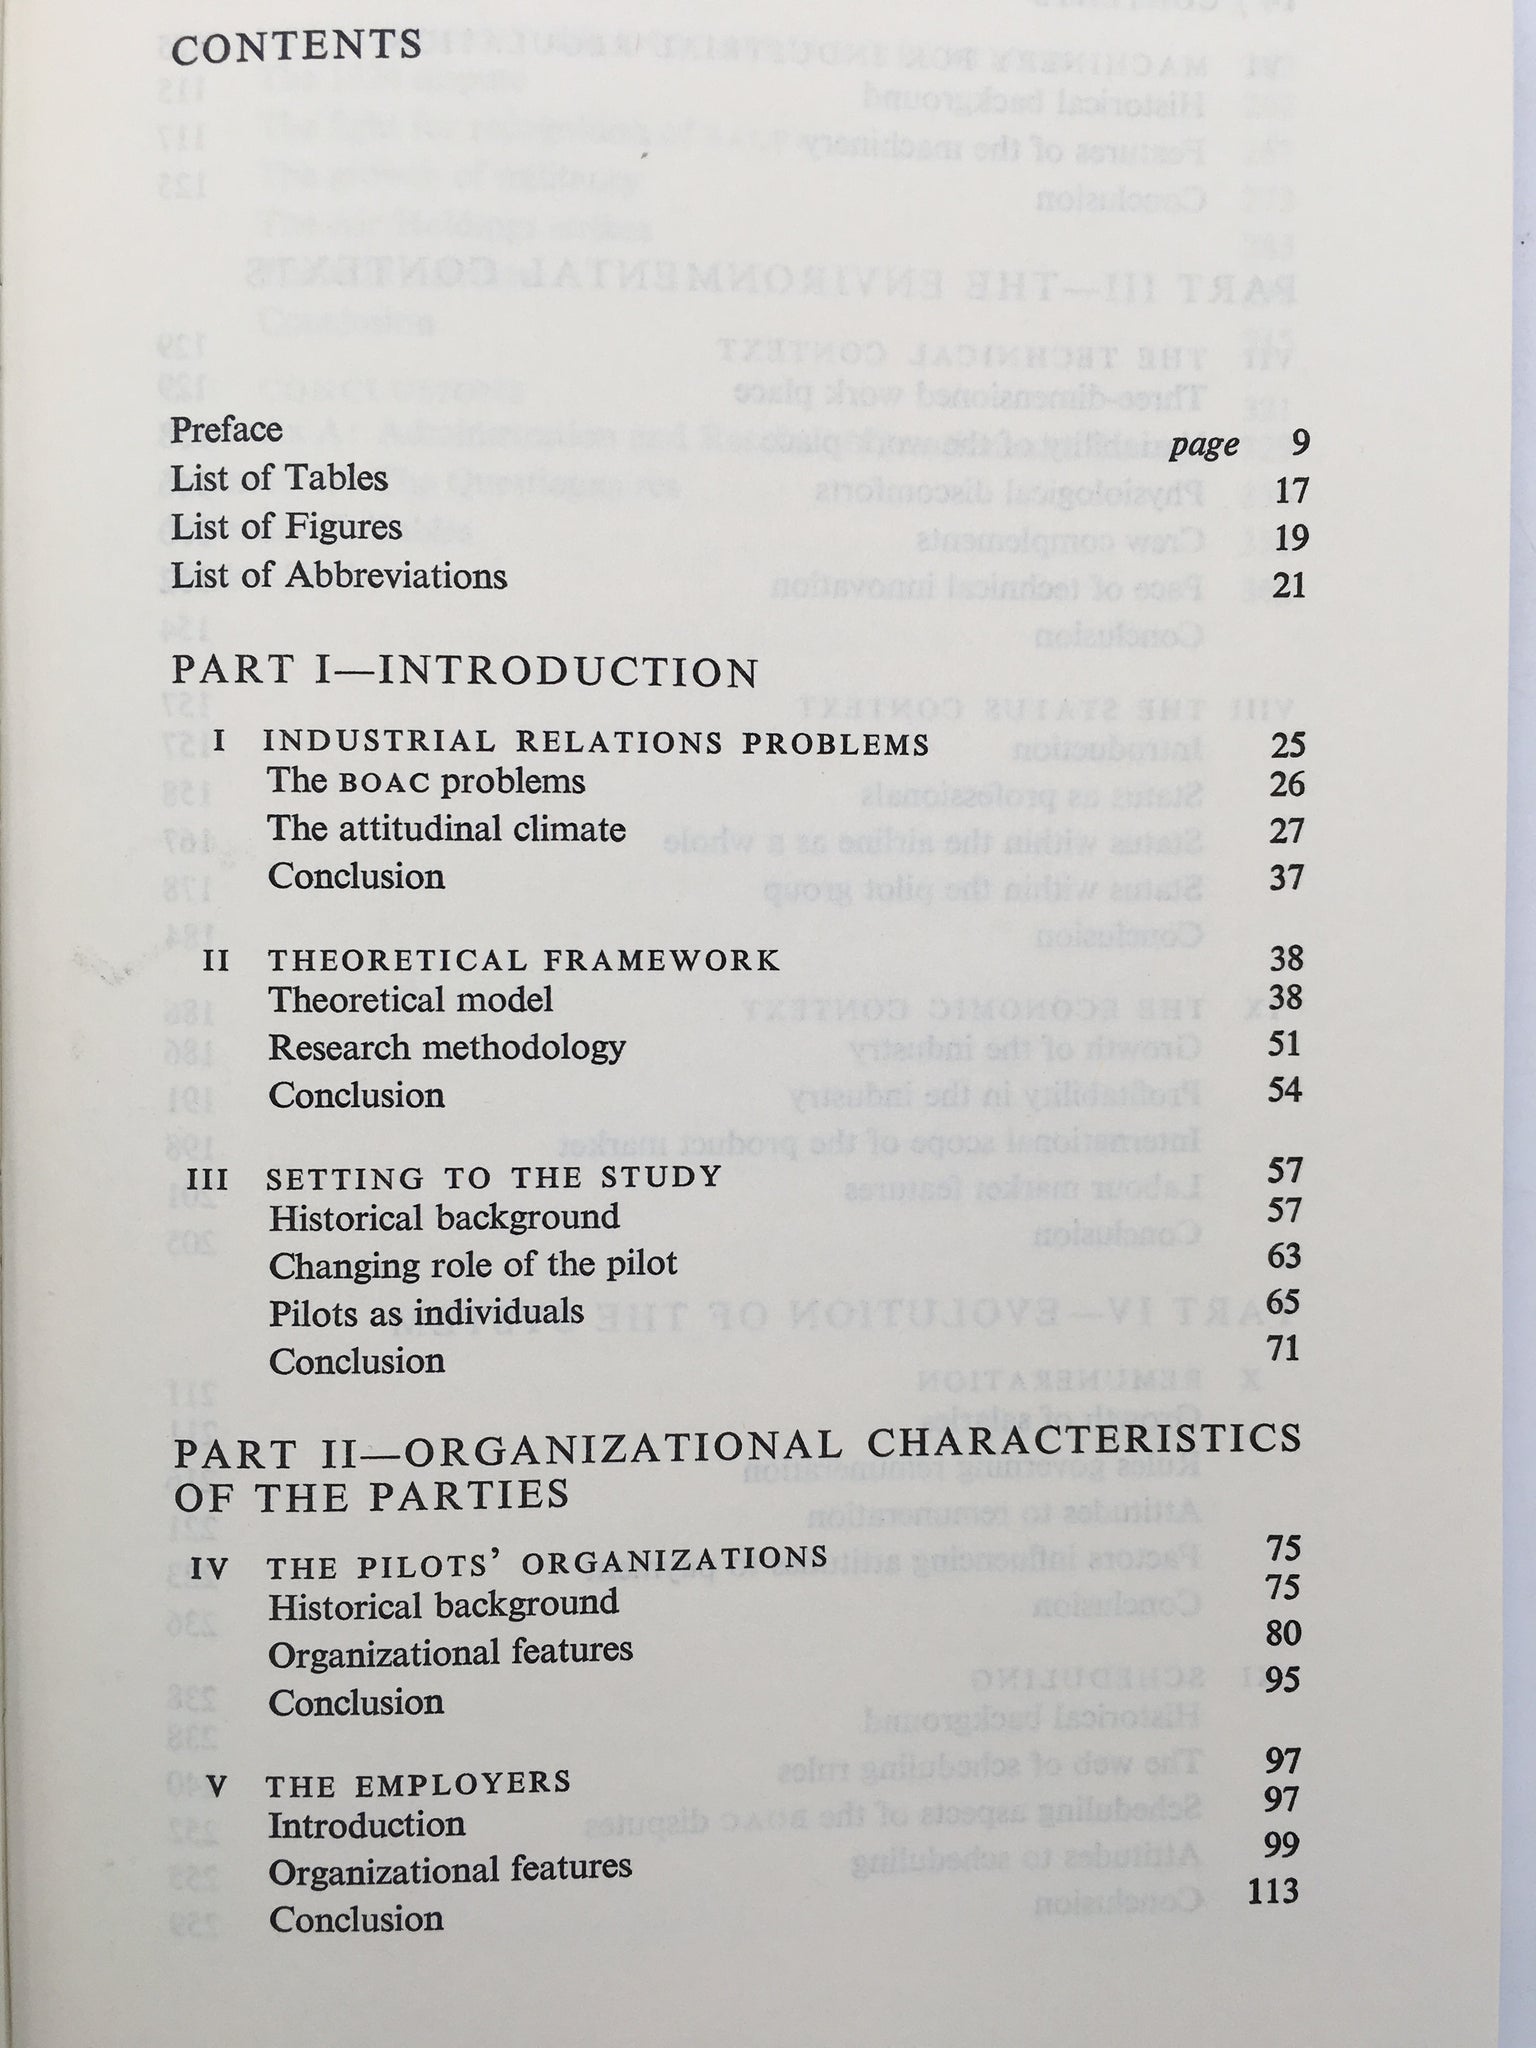 CONTENTS
Preface page 9
List of Tables 17
List of Figures 19
List of Abbreviations 21
PART I—INTRODUCTION
I INDUSTRIAL RELATIONS PROBLEMS 25
The BOAC problems 26
The attitudinal climate 27
Conclusion 37
II THEORETICAL FRAMEWORK 38
Theoretical model 38
Research methodology 51
Conclusion 54
III SETTING TO THE STUDY 57
Historical background 57
Changing role of the pilot 63
Pilots as individuals 65
Conclusion 71
PART II—ORGANIZATIONAL CHARACTERISTICS
OF THE PARTIES
IV THE PILOTS’ ORGANIZATIONS 75
Historical background 75
Organizational features 80
Conclusion 95
V THE EMPLOYERS 97
Introduction 97
Organizational features 99
Conclusion 113